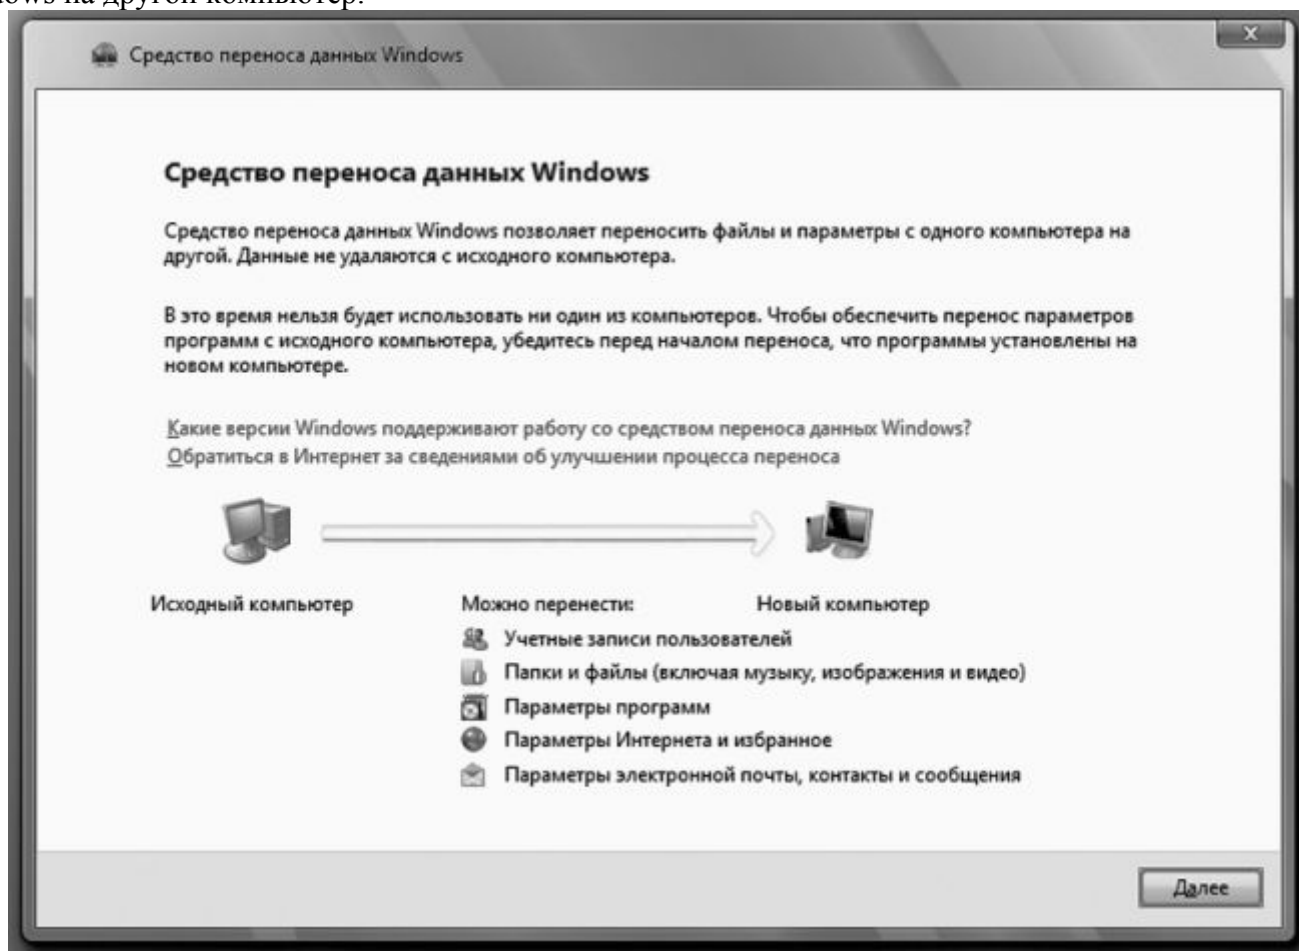 на другой компьютер.
Средство переноса данных Windows
Средство переноса данных Windows
Средство переноса данных Windows позволяет переносить файлы и параметры с одного компьютера на
другой. Данные не удаляются с исходного компьютера.
В это время нельзя будет использовать ни один из компьютеров. Чтобы обеспечить перенос параметров
программ с исходного компьютера, убедитесь перед началом переноса, что программы установлены на
новом компьютере.
Какие версии Windows поддерживают работу со средством переноса данных Windows?
Обратиться в Интернет за сведениями об улучшении процесса переноса
Исходный компьютер Можно перенести: Новый компьютер
Учетные записи пользователей
Папки и файлы (включая музыку, изображения и видео)
Параметры программ
Параметры Интернета и избранное
Параметры электронной почты, контакты и сообщения
Далее